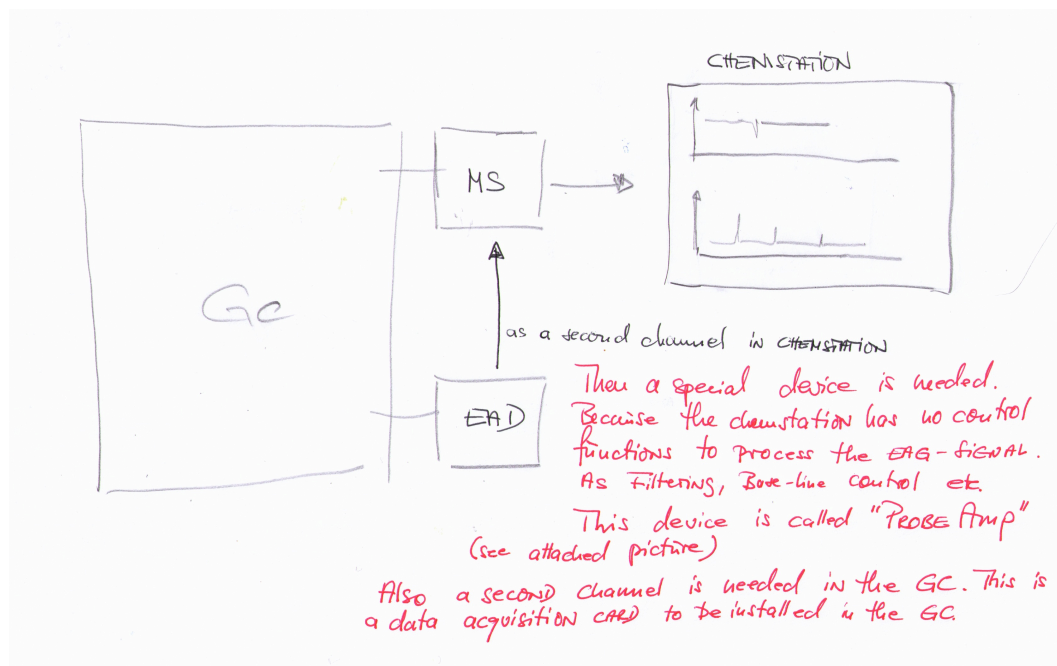 CHEMSTATION
MS
GC
as a second channel in CHEMSTATION
EAD
Then a special device is needed.
Because the chemstation has no control
functions to process the EAG-SIGNAL.
As Filtering, Base-line control etc.
This device is called "PROBE Amp"
(see attached picture)
Also a second channel is needed in the GC. This is
a data acquisition CARD to be installed in the GC.